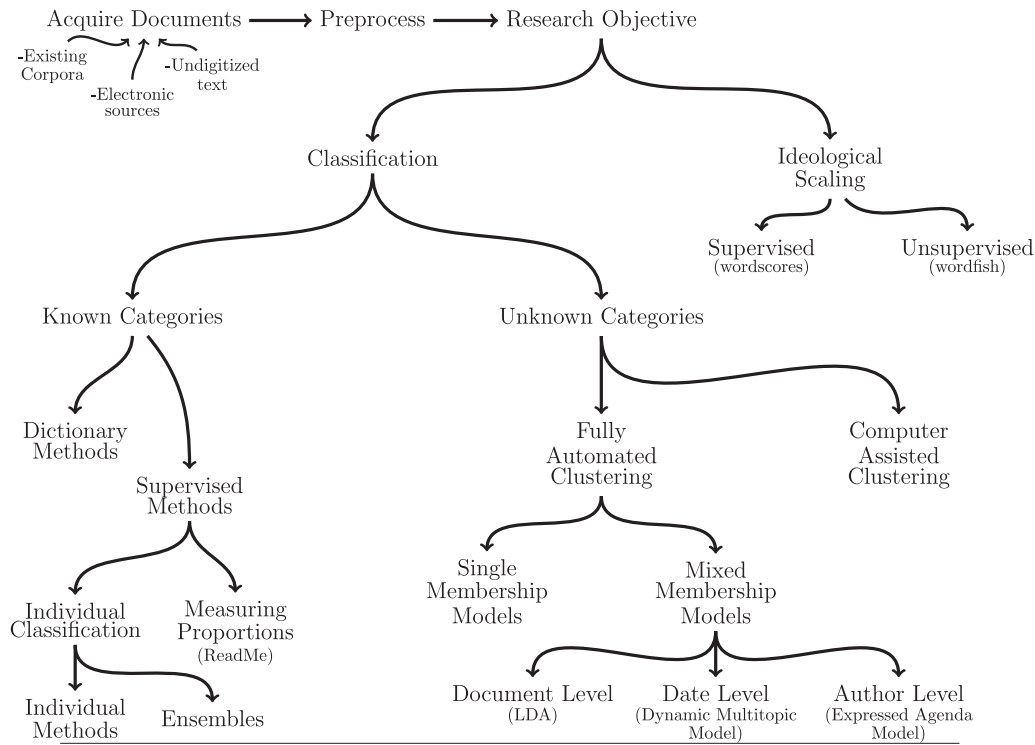 Acquire Documents
Preprocess
Research Objective
-Existing
Corpora
-Electronic
sources
-Undigitized
text
Classification
Ideological
Scaling
Supervised
(wordscores)
Unsupervised
(wordfish)
Known Categories
Unknown Categories
Dictionary
Methods
Supervised
Methods
Fully
Automated
Clustering
Computer
Assisted
Clustering
Individual
Classification
Measuring
Proportions
(ReadMe)
Single
Membership
Models
Mixed
Membership
Models
Individual
Methods
Ensembles
Document Level
(LDA)
Date Level
(Dynamic Multitopic
Model)
Author Level
(Expressed Agenda
Model)